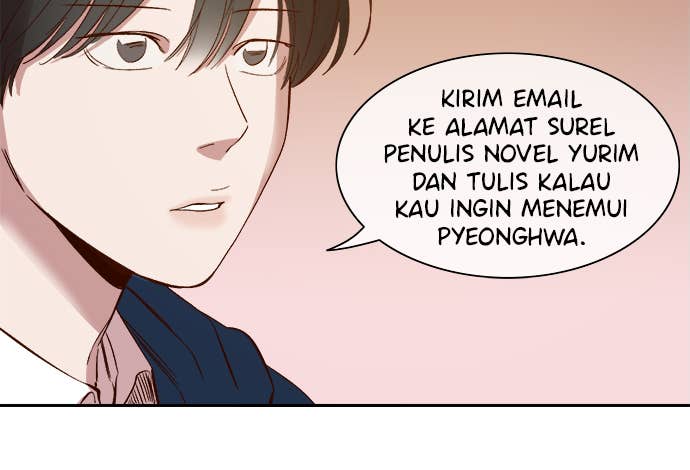 KIRIM EMAIL
KE ALAMAT SUREL
PENULIS NOVEL YURIM
DAN TULIS KALAU
KAU INGIN MENEMUI
PYEONGHWA.